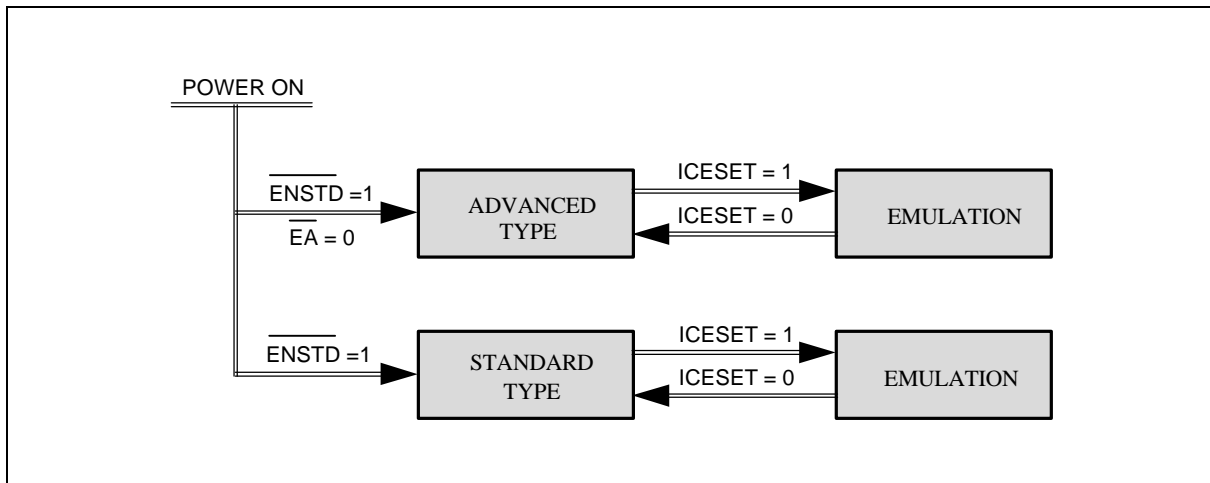 POWER ON
ENSTD =1
EA = 0
ADVANCED
TYPE
ICESET = 1
ICESET = 0
EMULATION
ENSTD =1
STANDARD
TYPE
ICESET = 1
ICESET = 0
EMULATION